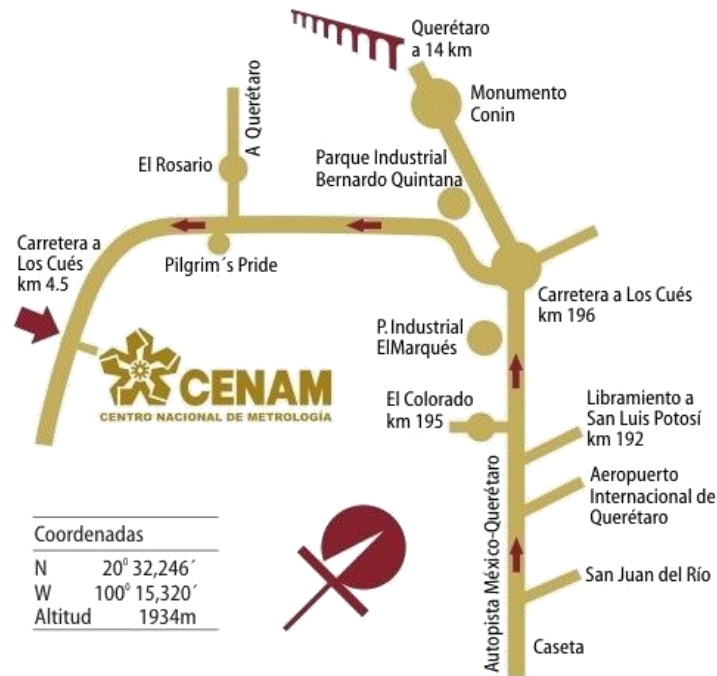 Querétaro
a 14 km
Monumento
Conin
A Querétaro
El Rosario
Parque Industrial
Bernardo Quintana
Carretera a
Los Cués
km 4.5
Pilgrim´s Pride
Carretera a Los Cués
km 196
P. Industrial
ElMarqués
CENAM
CENTRO NACIONAL DE METROLOGÍA
El Colorado
km 195
Libramiento a
San Luis Potosí
km 192
Aeropuerto
Internacional de
Querétaro
Autopista México-Querétaro
San Juan del Río
Caseta
Coordenadas
N 20⁰ 32,246´
W 100⁰ 15,320´
Altitud 1934m